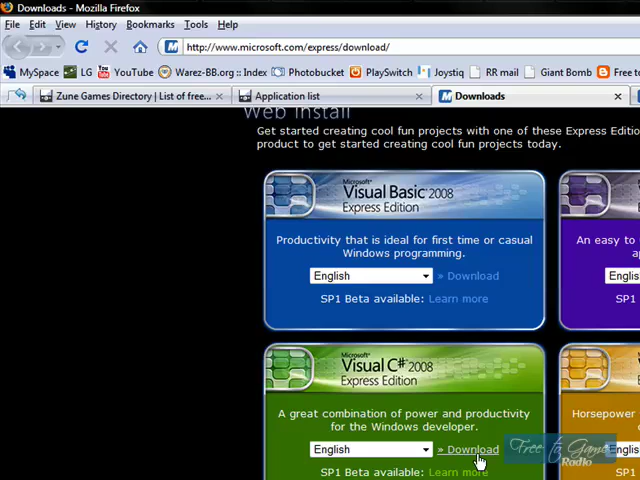 Downloads - Mozilla Firefox
File Edit View History Bookmarks Tools Help
http://www.microsoft.com/express/download/
MySpace LG YouTube Warez-BB.org :: Index Photobucket PlaySwitch Joystiq RR mail Giant Bomb Free to
Zune Games Directory | List of free... Application list Downloads
Web Install
Get started creating cool fun projects with one of these Express Editio
product to get started creating cool fun projects today.
Microsoft
Visual Basic 2008
Express Edition
Productivity that is ideal for first time or casual
Windows programming.
An easy to
English » Download
Englis
SP1 Beta available: Learn more
Microsoft
Visual C# 2008
Express Edition
A great combination of power and productivity
for the Windows developer.
Horsepower
English » Download
Englis
SP1 Beta available: Learn more
Free to Game
Radio